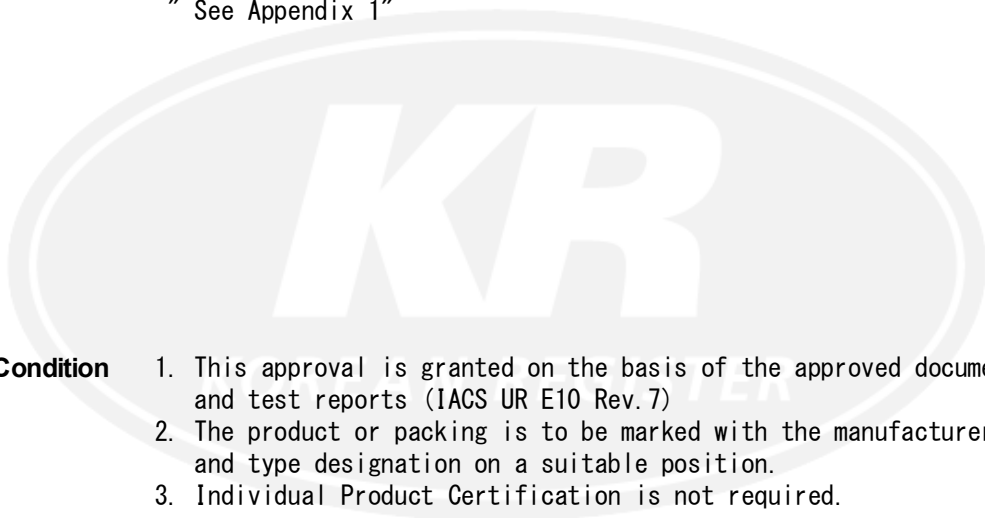 " See Appendix 1"
KR
KOREAN REGISTER
Condition 1. This approval is granted on the basis of the approved docume
and test reports (IACS UR E10 Rev.7)
2. The product or packing is to be marked with the manufacturer
and type designation on a suitable position.
3. Individual Product Certification is not required.